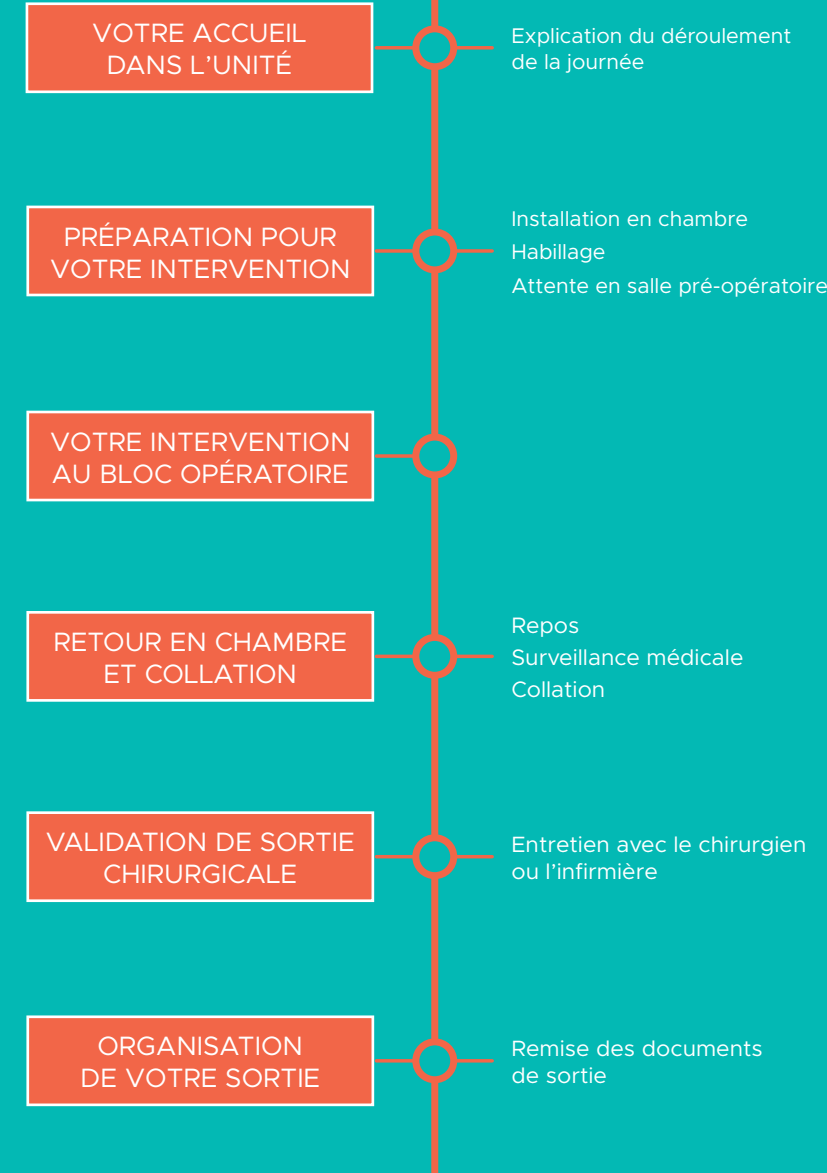 VOTRE ACCUEIL
DANS L’UNITÉ
Explication du déroulement
de la journée
PRÉPARATION POUR
VOTRE INTERVENTION
Installation en chambre
Habillage
Attente en salle pré-opératoire
VOTRE INTERVENTION
AU BLOC OPÉRATOIRE
RETOUR EN CHAMBRE
ET COLLATION
Repos
Surveillance médicale
Collation
VALIDATION DE SORTIE
CHIRURGICALE
Entretien avec le chirurgien
ou l’infirmière
ORGANISATION
DE VOTRE SORTIE
Remise des documents
de sortie